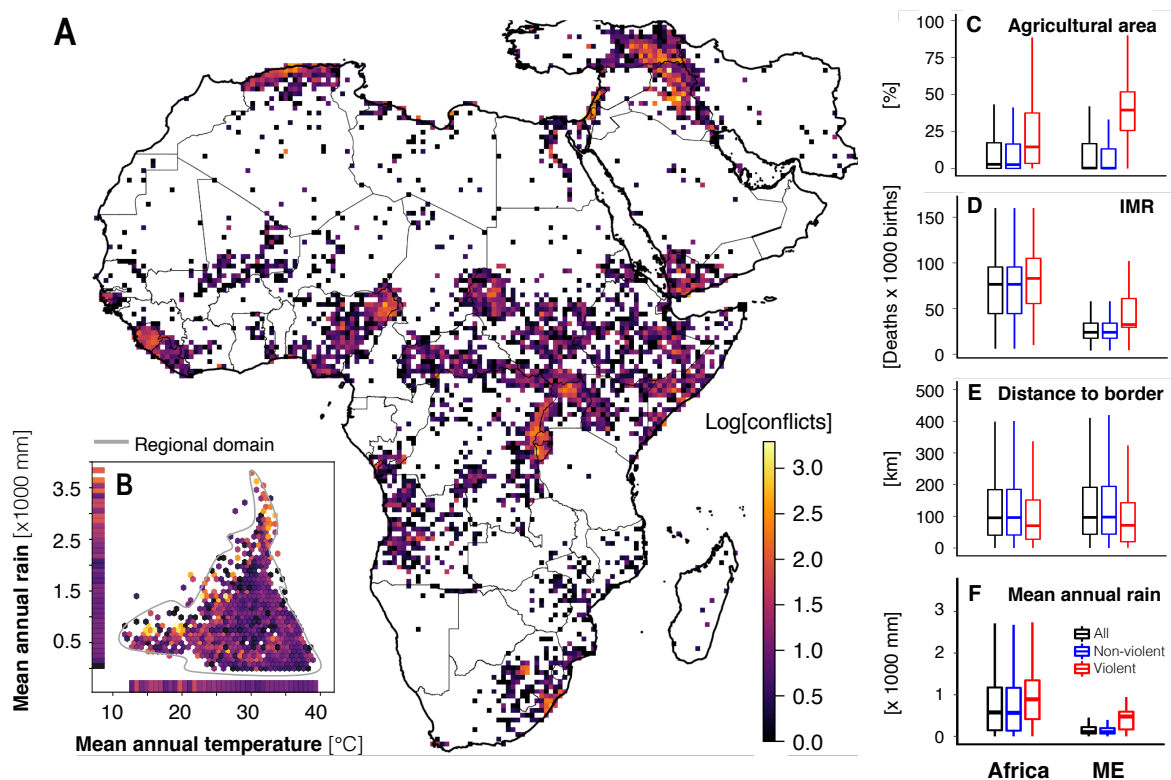 A
Log[conflicts]
3.0
2.5
2.0
1.5
1.0
0.5
0.0
Regional domain
B
Mean annual rain [x1000 mm]
3.5
2.5
1.5
0.5
10 20 30 40
Mean annual temperature [°C]
C Agricultural area
[%]
100
75
50
25
0
D IMR
[Deaths x 1000 births]
150
100
50
0
E Distance to border
[km]
500
400
300
200
100
0
F Mean annual rain
[x 1000 mm]
3
2
1
0
All
Non-violent
Violent
Africa ME